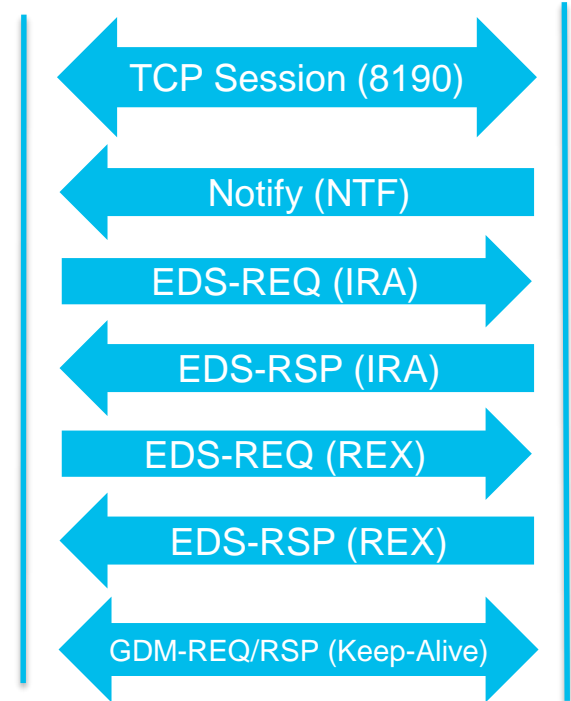 TCP Session (8190)
Notify (NTF)
EDS-REQ (IRA)
EDS-RSP (IRA)
EDS-REQ (REX)
EDS-RSP (REX)
GDM-REQ/RSP (Keep-Alive)